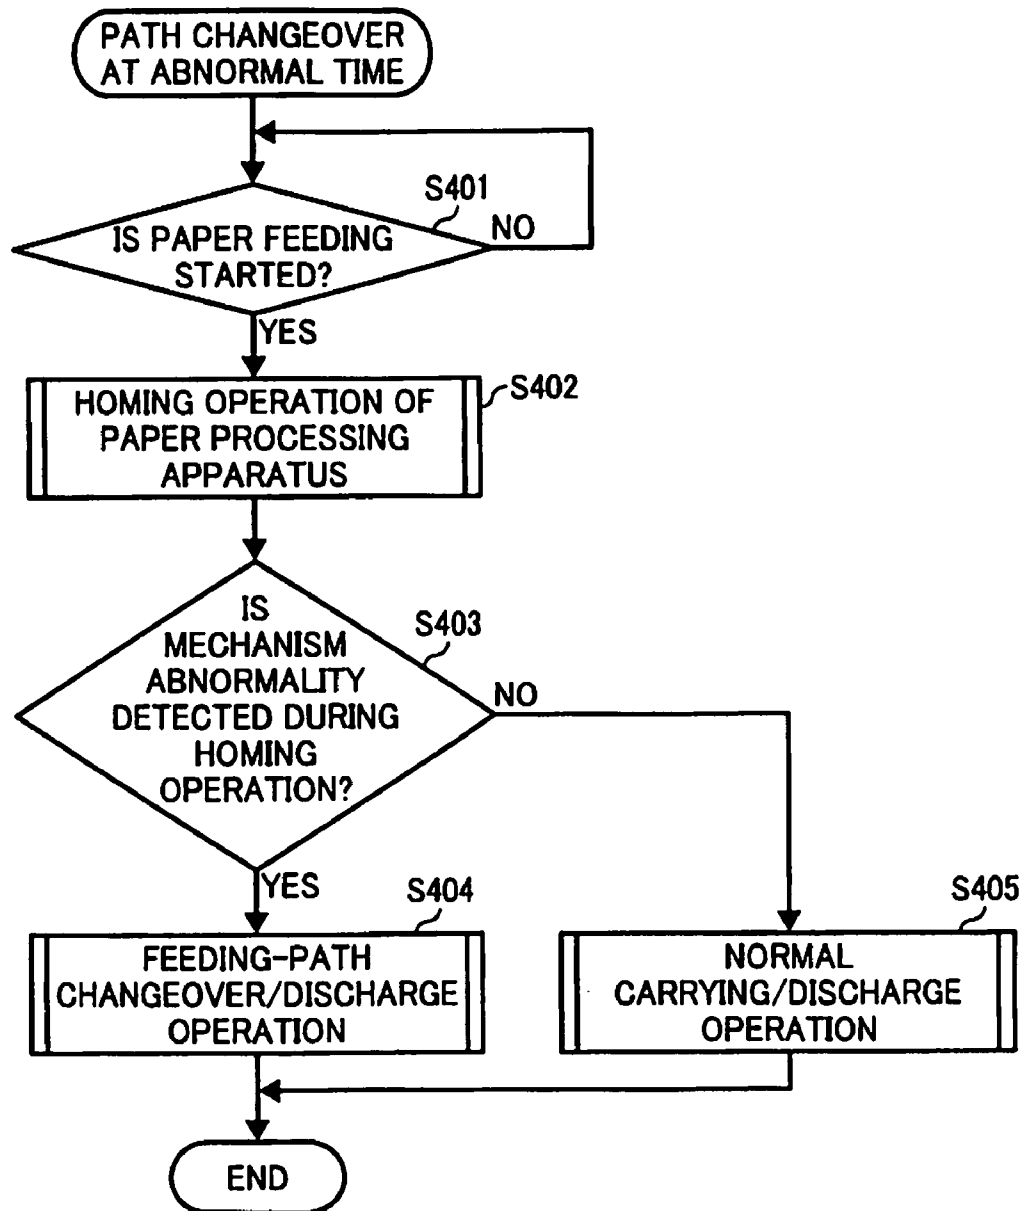 PATH CHANGEOVER
AT ABNORMAL TIME
S401
IS PAPER FEEDING
STARTED?
NO
YES
S402
HOMING OPERATION OF
PAPER PROCESSING
APPARATUS
S403
IS
MECHANISM
ABNORMALITY
DETECTED DURING
HOMING
OPERATION?
NO
YES
S404
FEEDING-PATH
CHANGEOVER/DISCHARGE
OPERATION
S405
NORMAL
CARRYING/DISCHARGE
OPERATION
END